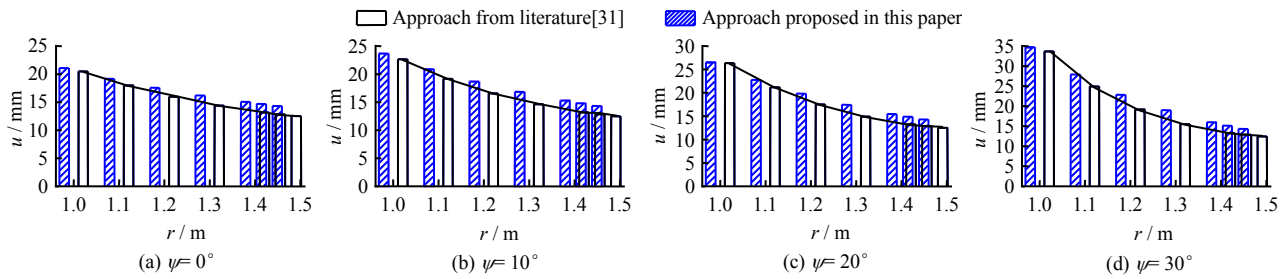 Approach from literature[31] Approach proposed in this paper
25
20
15
10
5
0
u / mm
1.0 1.1 1.2 1.3 1.4 1.5
r / m
(a) ψ= 0°
25
20
15
10
5
0
u / mm
1.0 1.1 1.2 1.3 1.4 1.5
r / m
(b) ψ= 10°
30
25
20
15
10
5
0
u / mm
1.0 1.1 1.2 1.3 1.4 1.5
r / m
(c) ψ= 20°
35
30
25
20
15
10
5
0
u / mm
1.0 1.1 1.2 1.3 1.4 1.5
r / m
(d) ψ= 30°